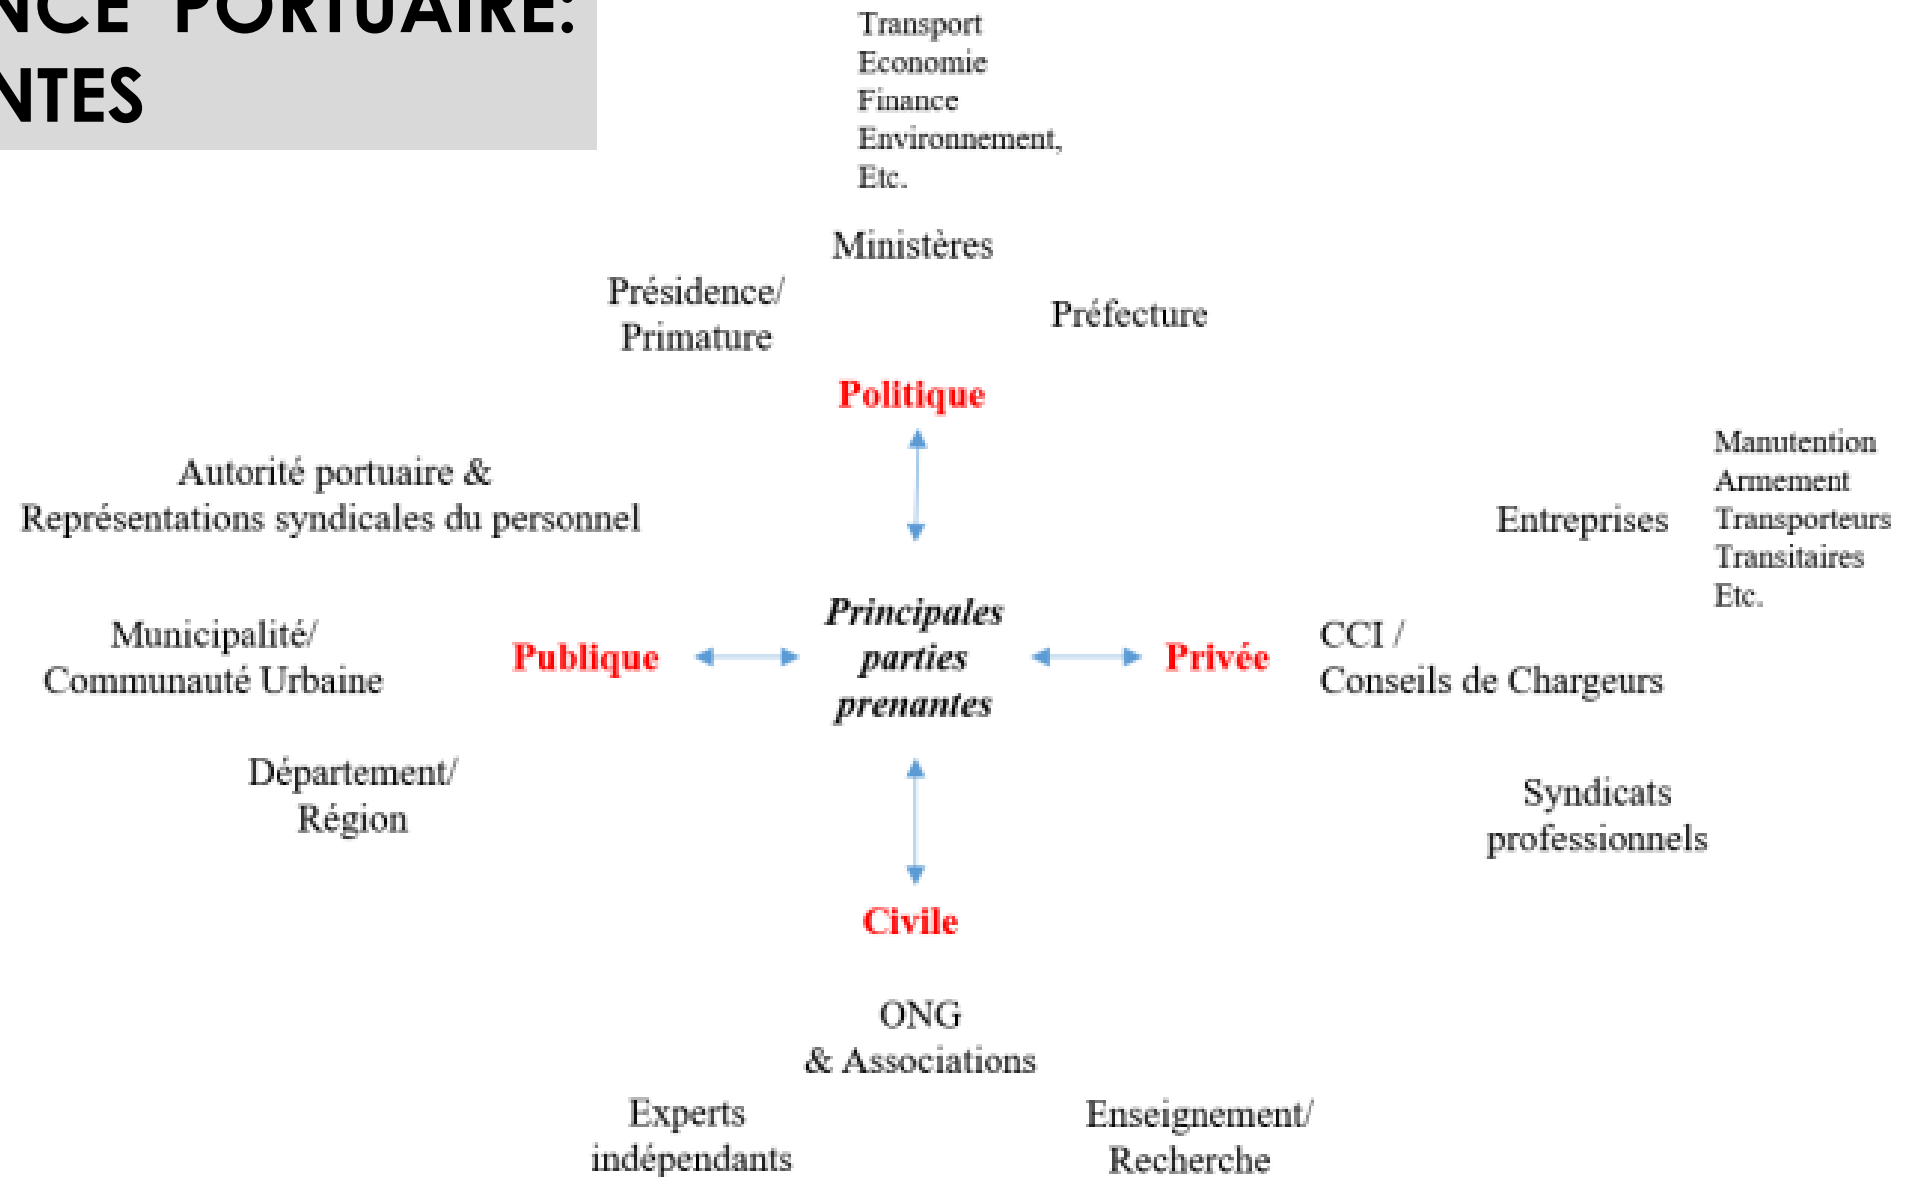 NCE PORTUAIRE:
NTES
Transport
Economie
Finance
Environnement,
Etc.
Ministères
Présidence/
Primature
Préfecture
Politique
Autorité portuaire &
Représentations syndicales du personnel
Municipalité/
Communauté Urbaine
Département/
Région
Publique
Principales
parties
prenantes
Privée
Entreprises
Manutention
Armement
Transporteurs
Transitaires
Etc.
CCI /
Conseils de Chargeurs
Syndicats
professionnels
Civile
ONG
& Associations
Experts
indépendants
Enseignement/
Recherche